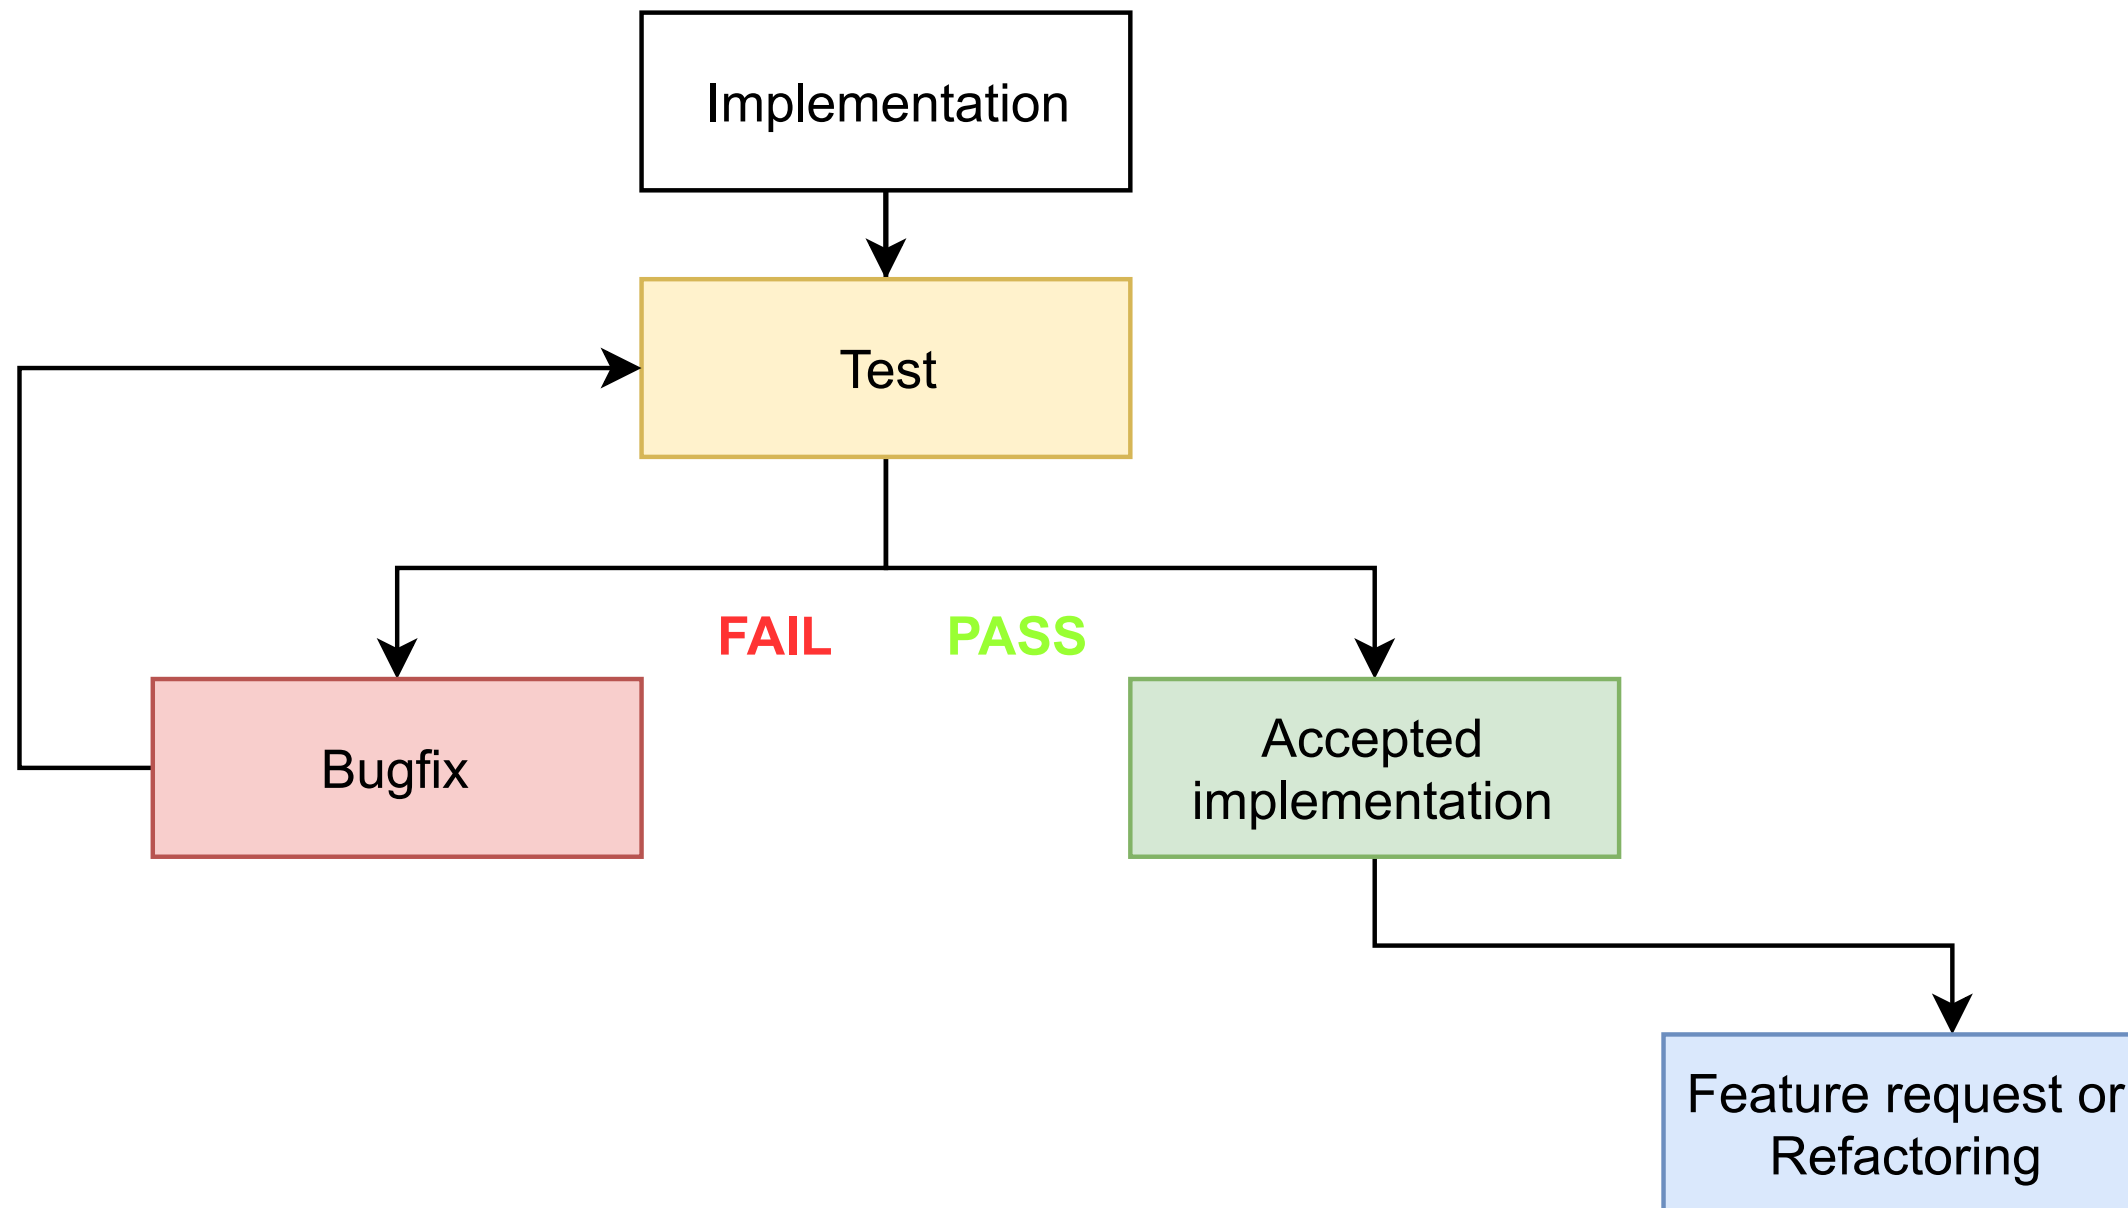 Implementation
Test
FAIL
PASS
Bugfix
Accepted
implementation
Feature request or
Refactoring